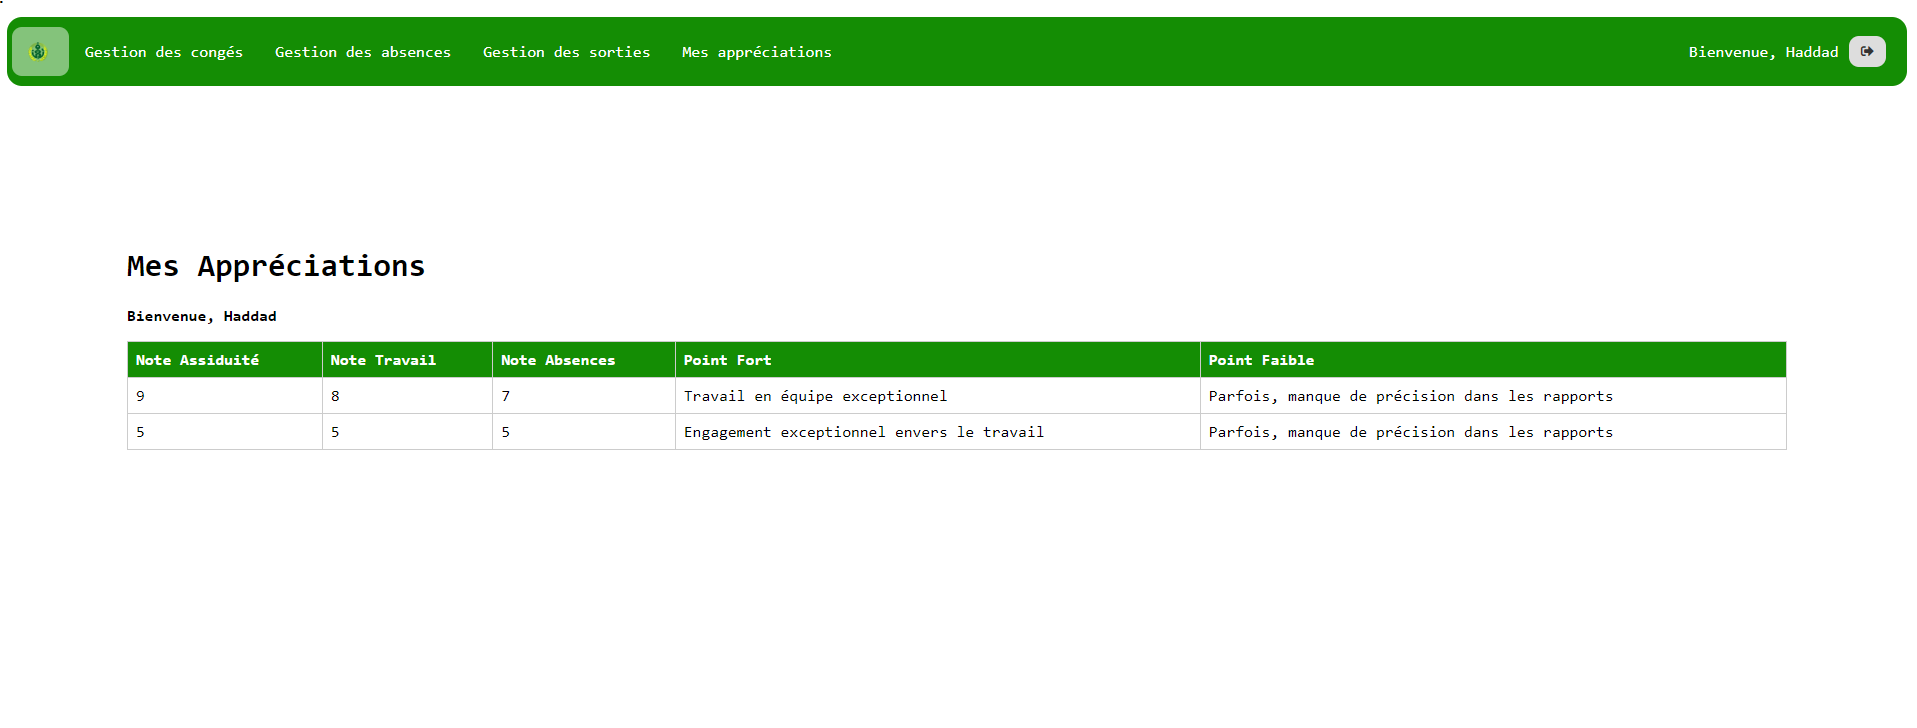 Gestion des congés Gestion des absences Gestion des sorties Mes appréciations Bienvenue, Haddad
Mes Appréciations
Bienvenue, Haddad
Note Assiduité Note Travail Note Absences Point Fort Point Faible
9 8 7 Travail en équipe exceptionnel Parfois, manque de précision dans les rapports
5 5 5 Engagement exceptionnel envers le travail Parfois, manque de précision dans les rapports